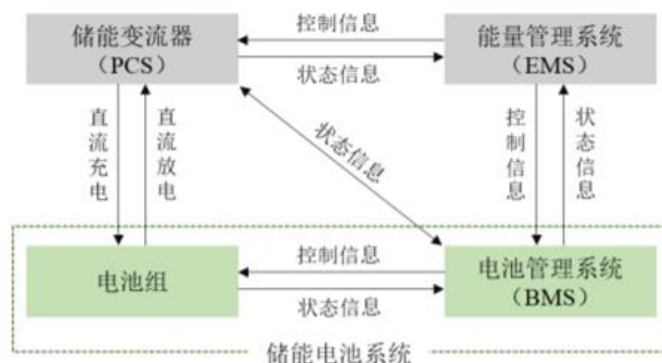 储能变流器
（PCS）
控制信息
状态信息
能量管理系统
（EMS）
直流充电
直流放电
状态信息
控制信息
状态信息
电池组
控制信息
状态信息
电池管理系统
（BMS）
储能电池系统